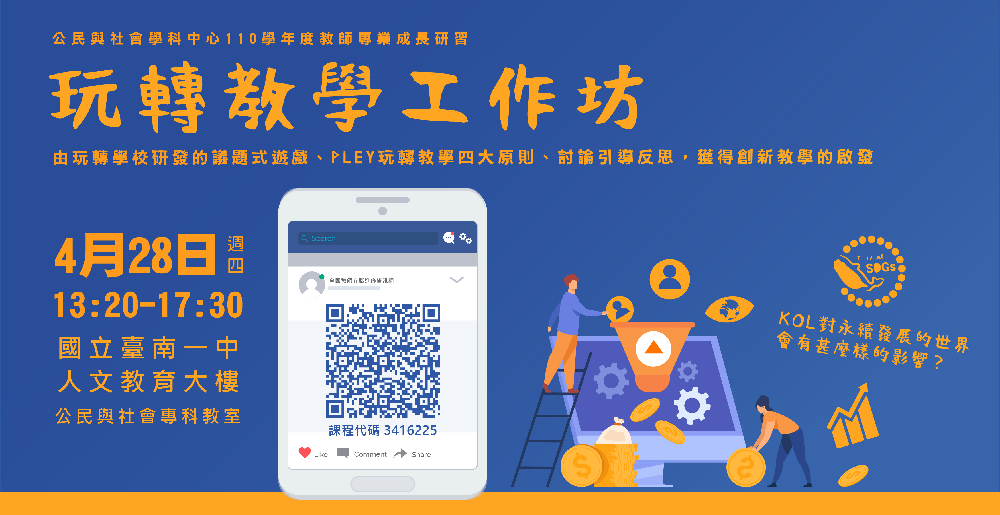 公民與社會學科中心110學年度教師專業成長研習
玩轉教學工作坊
由玩轉學校研發的議題式遊戲、PLEY玩轉教學四大原則、討論引導反思，獲得創新教學的啟發
4月28日 週四
13:20-17:30
國立臺南一中
人文教育大樓
公民與社會專科教室
Search
全國教師在職進修資訊網
課程代碼 3416225
Like Comment Share
SDGs
KOL對永續發展的世界
會有甚麼樣的影響？